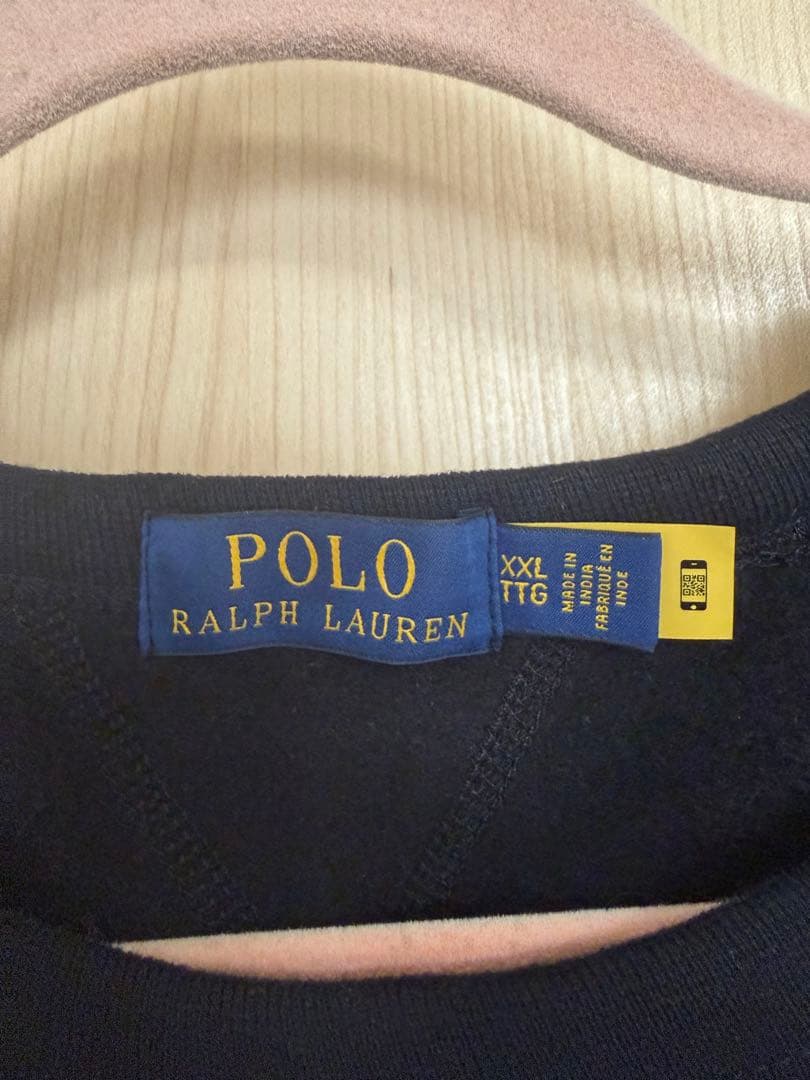 POLO
RALPH LAUREN
XXL
TTG
MADE IN
INDIA
FABRIQUÉ EN
INDE